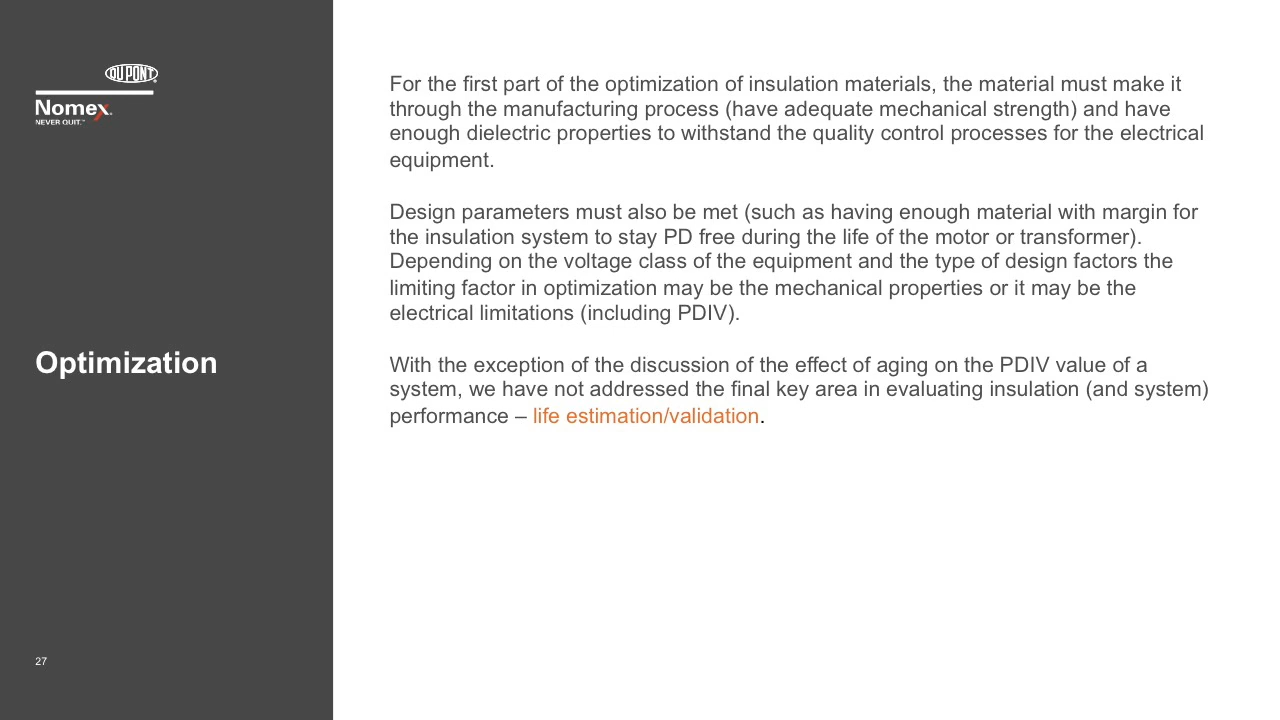 DU PONT
Nomex
NEVER QUIT.™
Optimization
27
For the first part of the optimization of insulation materials, the material must make it
through the manufacturing process (have adequate mechanical strength) and have
enough dielectric properties to withstand the quality control processes for the electrical
equipment.
Design parameters must also be met (such as having enough material with margin for
the insulation system to stay PD free during the life of the motor or transformer).
Depending on the voltage class of the equipment and the type of design factors the
limiting factor in optimization may be the mechanical properties or it may be the
electrical limitations (including PDIV).
With the exception of the discussion of the effect of aging on the PDIV value of a
system, we have not addressed the final key area in evaluating insulation (and system)
performance – life estimation/validation.